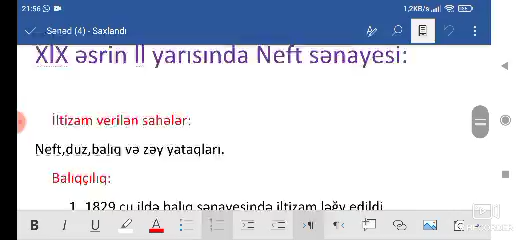 21:56
1,2KB/s
77
Sənəd (4) - Saxlandı
XIX əsrin II yarısında Neft sənayesi:
İltizam verilən sahələr:
Neft,duz,balıq və zəy yataqları.
Balıqçılıq:
1. 1829 cu ildə balıq sənayesində iltizam ləğv edildi
B I U A A